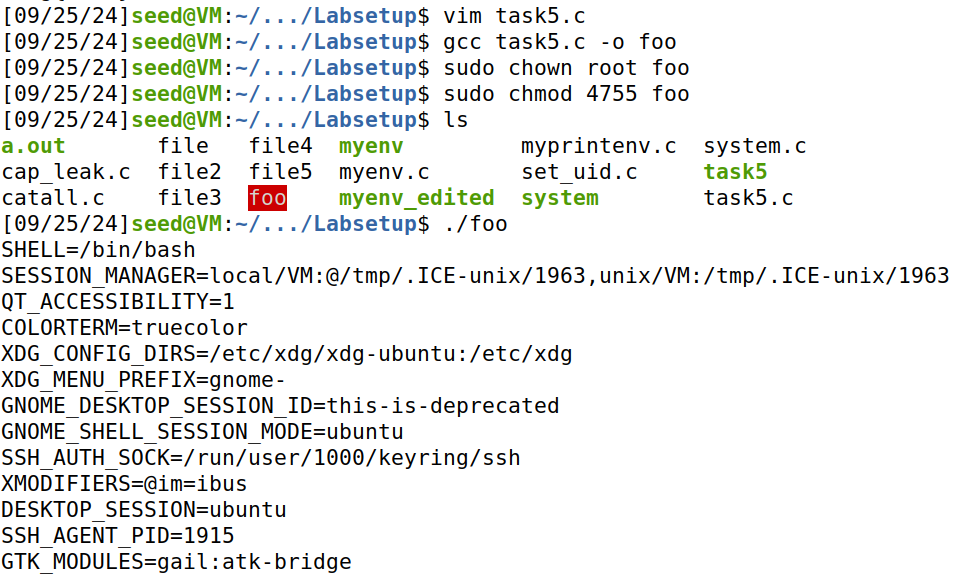 [09/25/24]seed@VM:~/.../Labsetup$ vim task5.c
[09/25/24]seed@VM:~/.../Labsetup$ gcc task5.c -o foo
[09/25/24]seed@VM:~/.../Labsetup$ sudo chown root foo
[09/25/24]seed@VM:~/.../Labsetup$ sudo chmod 4755 foo
[09/25/24]seed@VM:~/.../Labsetup$ ls
a.out       file   file4  myenv         myprintenv.c  system.c
cap_leak.c  file2  file5  myenv.c       set_uid.c     task5
catall.c    file3  foo    myenv_edited  system        task5.c
[09/25/24]seed@VM:~/.../Labsetup$ ./foo
SHELL=/bin/bash
SESSION_MANAGER=local/VM:@/tmp/.ICE-unix/1963,unix/VM:/tmp/.ICE-unix/1963
QT_ACCESSIBILITY=1
COLORTERM=truecolor
XDG_CONFIG_DIRS=/etc/xdg/xdg-ubuntu:/etc/xdg
XDG_MENU_PREFIX=gnome-
GNOME_DESKTOP_SESSION_ID=this-is-deprecated
GNOME_SHELL_SESSION_MODE=ubuntu
SSH_AUTH_SOCK=/run/user/1000/keyring/ssh
XMODIFIERS=@im=ibus
DESKTOP_SESSION=ubuntu
SSH_AGENT_PID=1915
GTK_MODULES=gail:atk-bridge